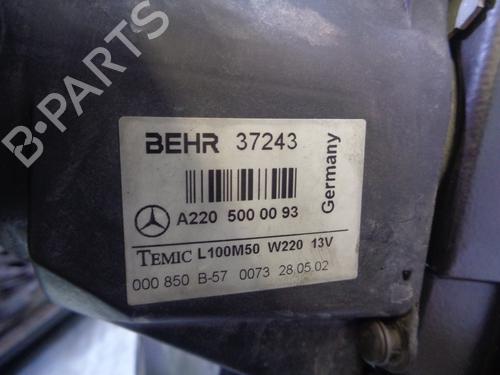 B-PARTS
BEHR 37243
Germany
A220 500 00 93
TEMIC L100M50 W220 13V
000 850 B-57 0073 28.05.02